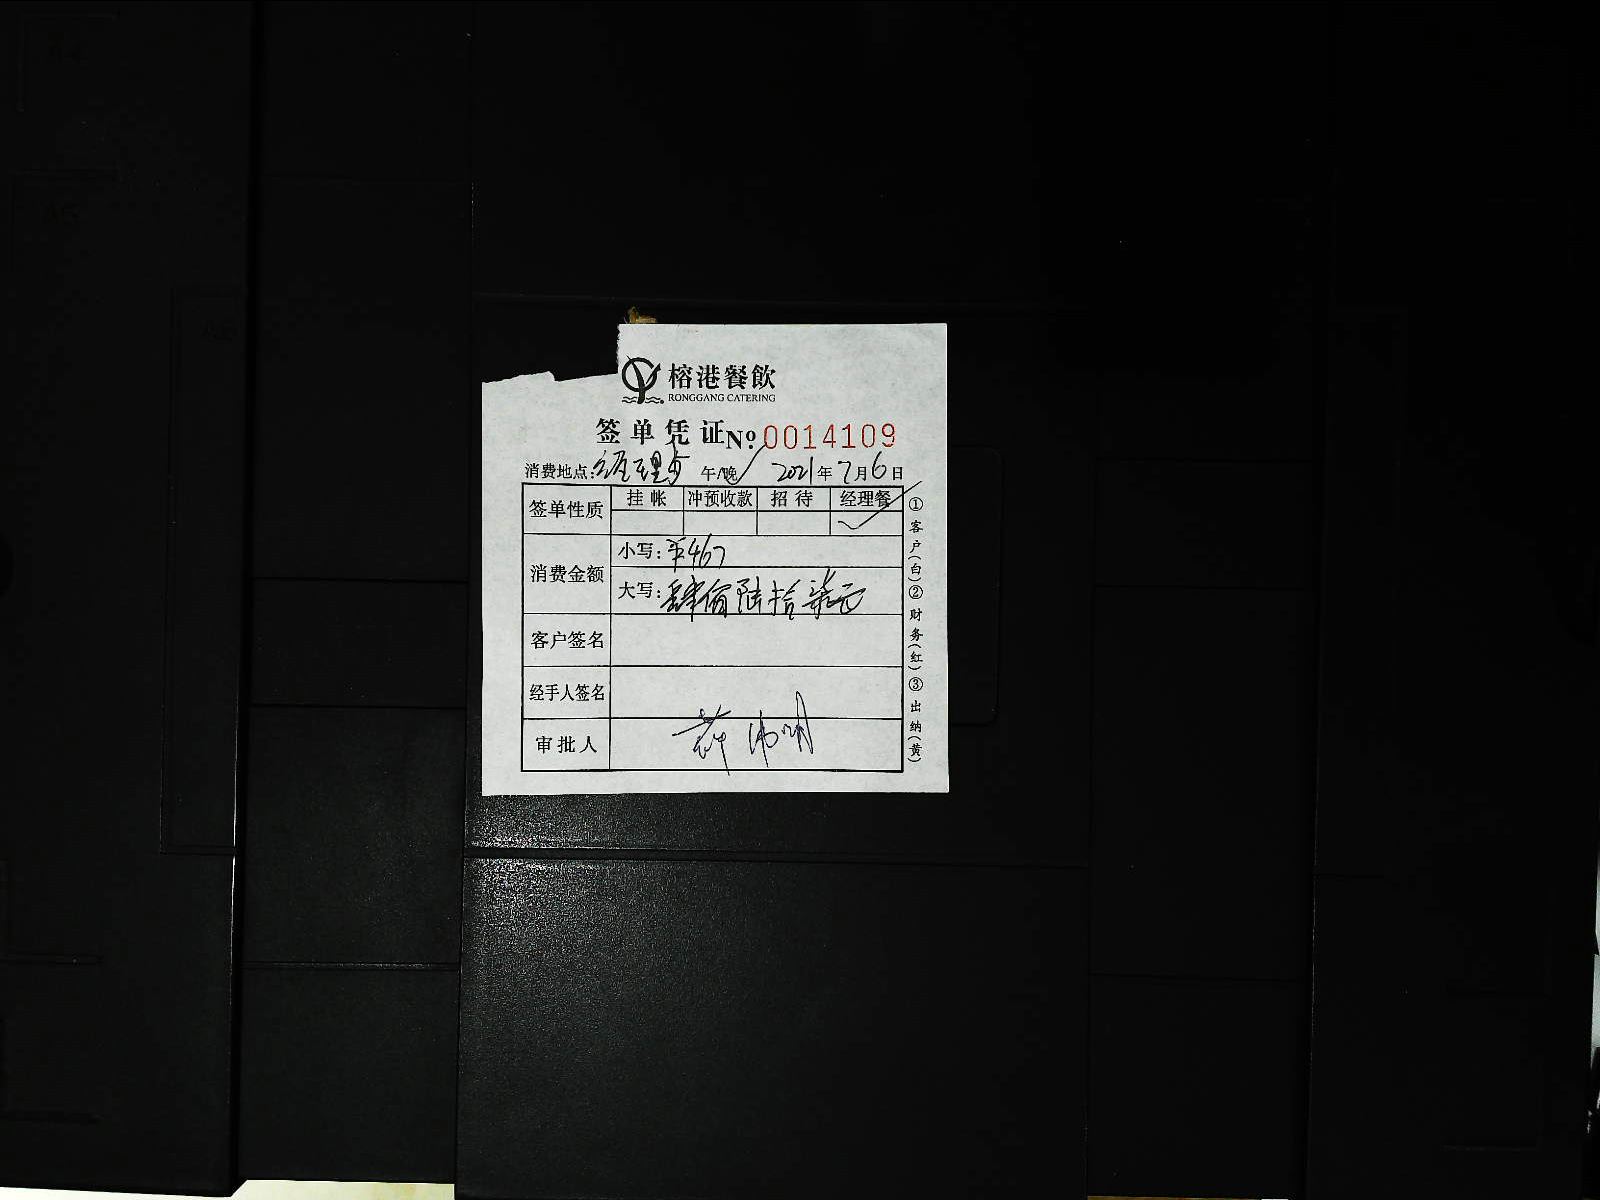 榕港餐飲
RONGGANG CATERING
签单凭证 №0014109
消费地点: 经理 午/晚 2021年7月6日
签单性质 挂帐 冲预收款 招待 经理餐
✓
消费金额
小写: ¥467
大写: 肆佰陆拾柒元
客户签名
经手人签名
审批人
①客户(白)②财务(红)③出纳(黄)